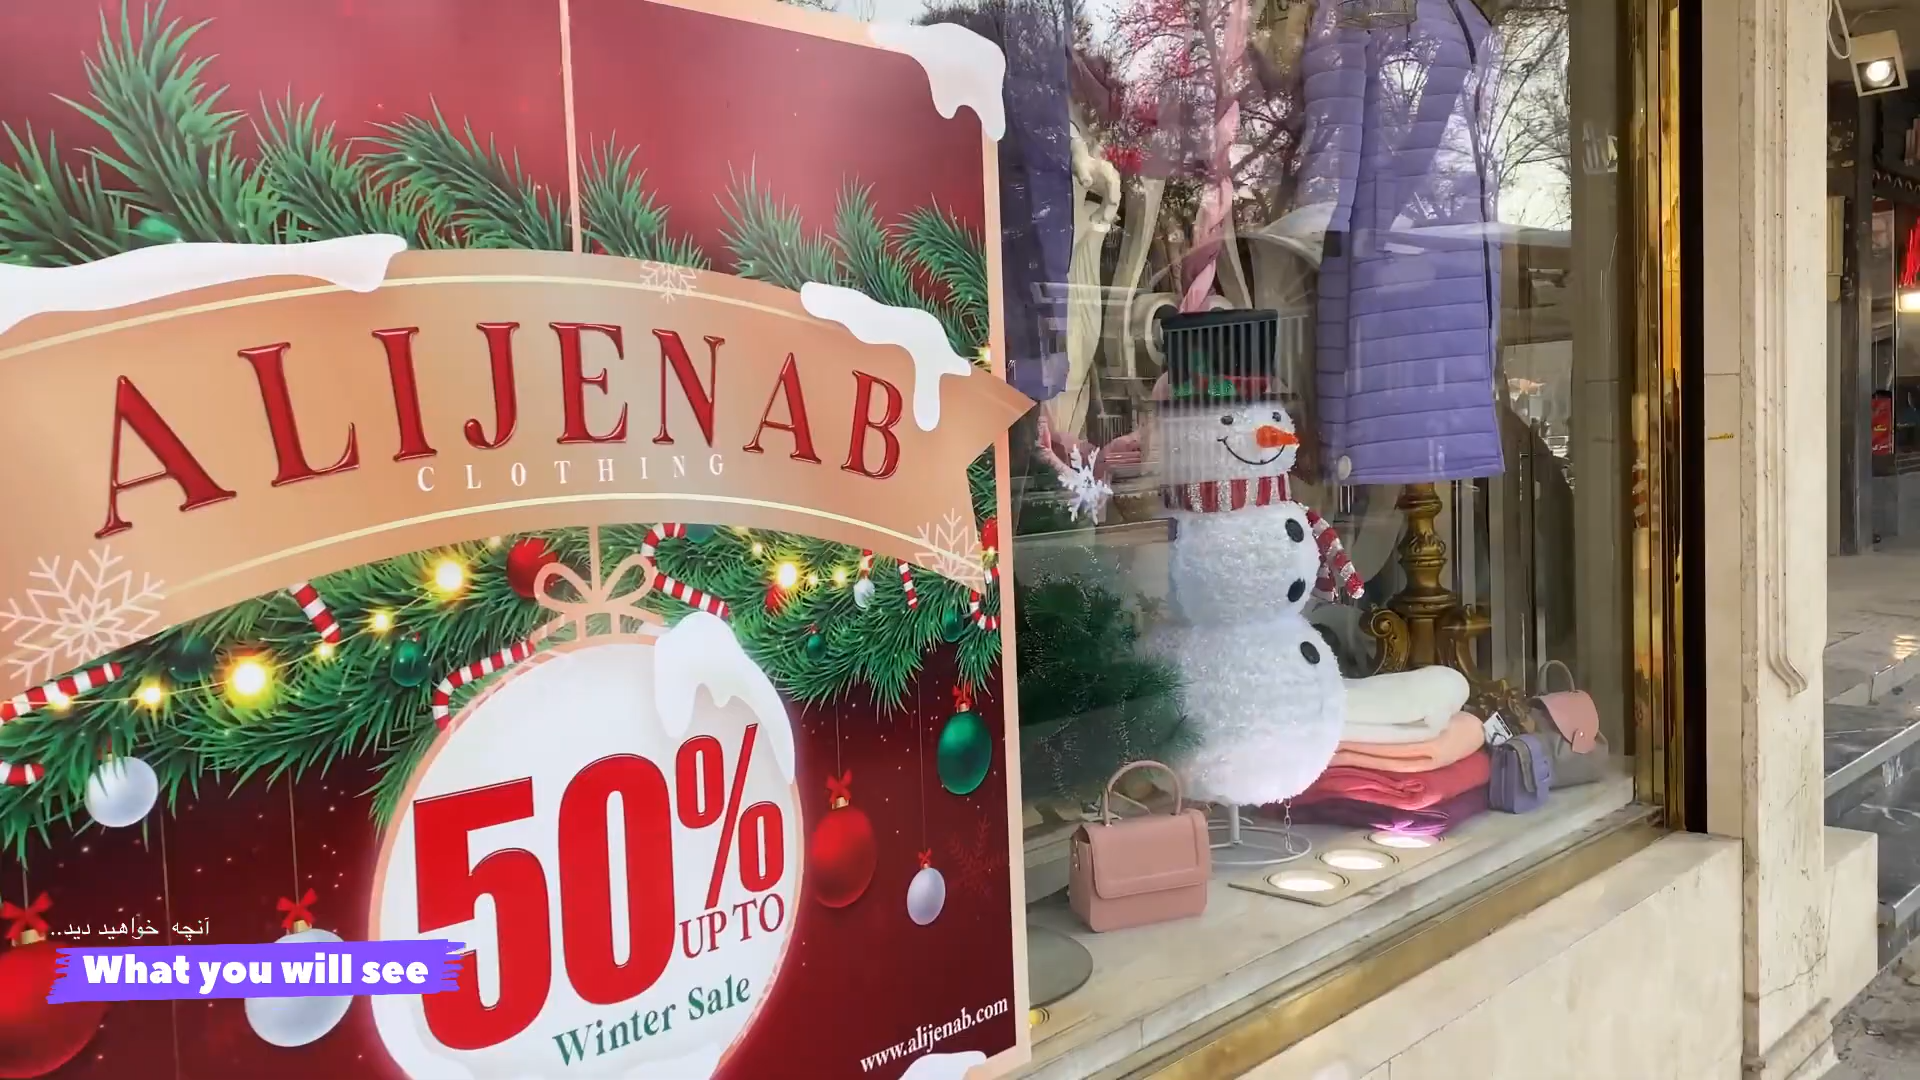 ALIJENAB
CLOTHING
50%
UP TO
Winter Sale
www.alijenab.com
آنچه خواهید دید..
What you will see